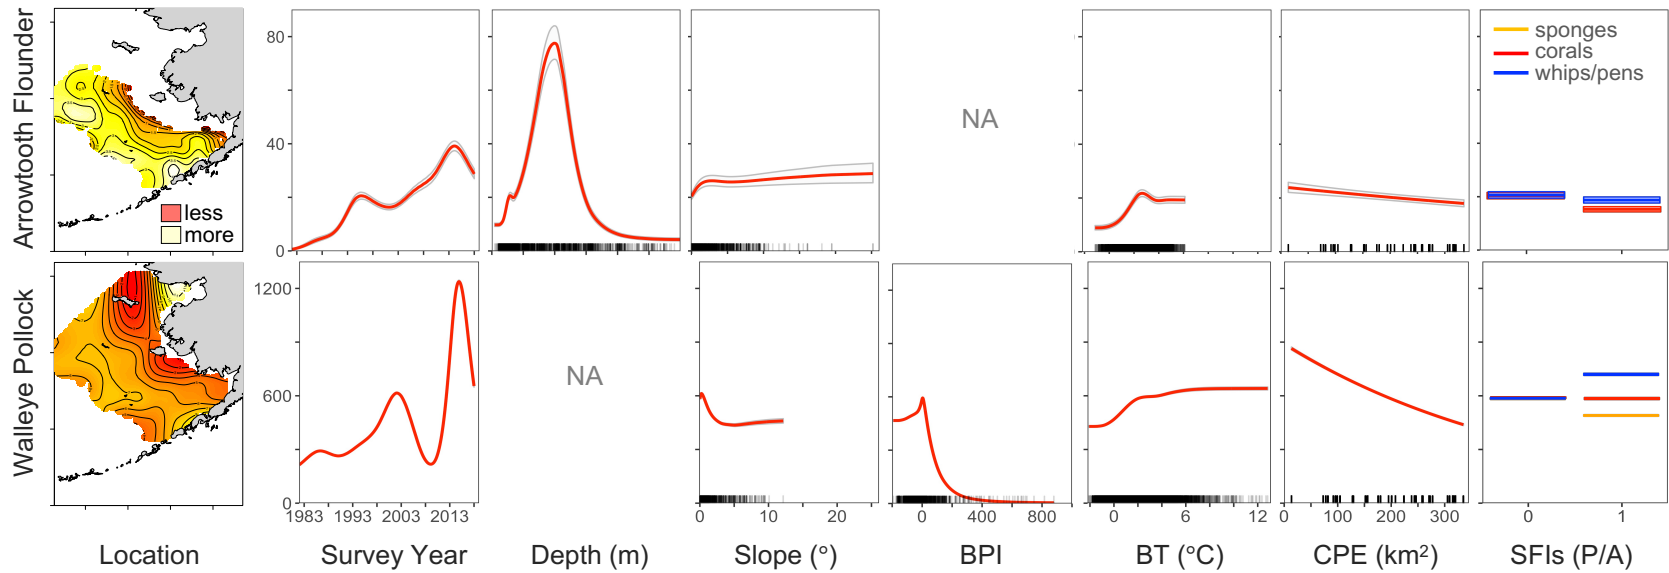 Arrowtooth Flounder
less
more
80
40
0
NA
sponges
corals
whips/pens
Walleye Pollock
1200
600
0
NA
1983 1993 2003 2013
0 10 20
0 400 800
0 6 12
0 100 200 300
0 1
Location
Survey Year
Depth (m)
Slope (°)
BPI
BT (°C)
CPE (km²)
SFIs (P/A)